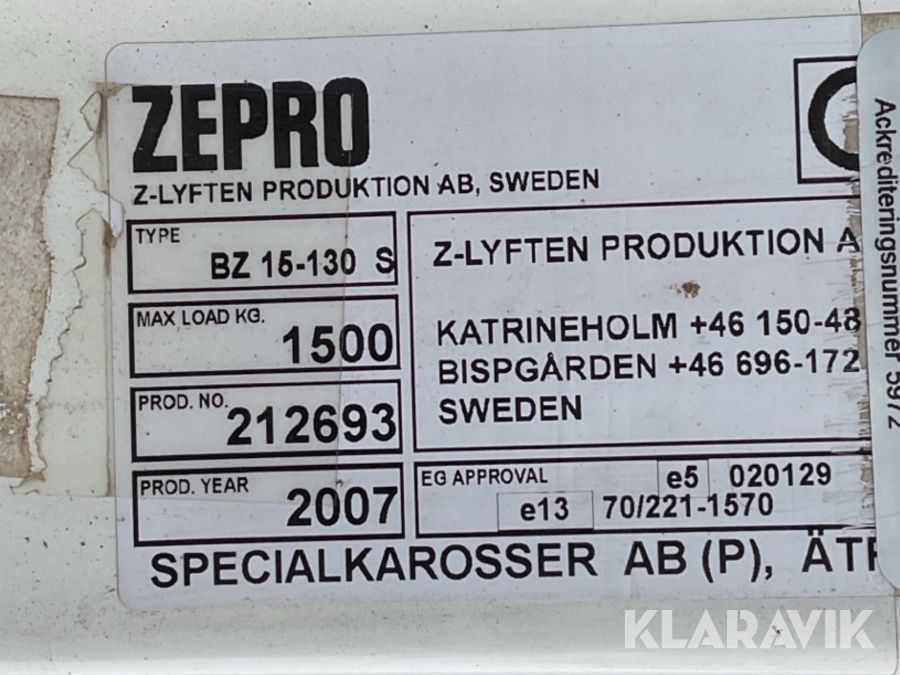 ZEPRO
Z-LYFTEN PRODUKTION AB, SWEDEN
TYPE
BZ 15-130 S
MAX LOAD KG.
1500
PROD. NO.
212693
PROD. YEAR
2007
Z-LYFTEN PRODUKTION A
KATRINEHOLM +46 150-48
BISPGÅRDEN +46 696-172
SWEDEN
EG APPROVAL
e5 020129
e13 70/221-1570
SPECIALKAROSSER AB (P), ÄT
Ackrediteringsnummer 5972
KLARAVIK